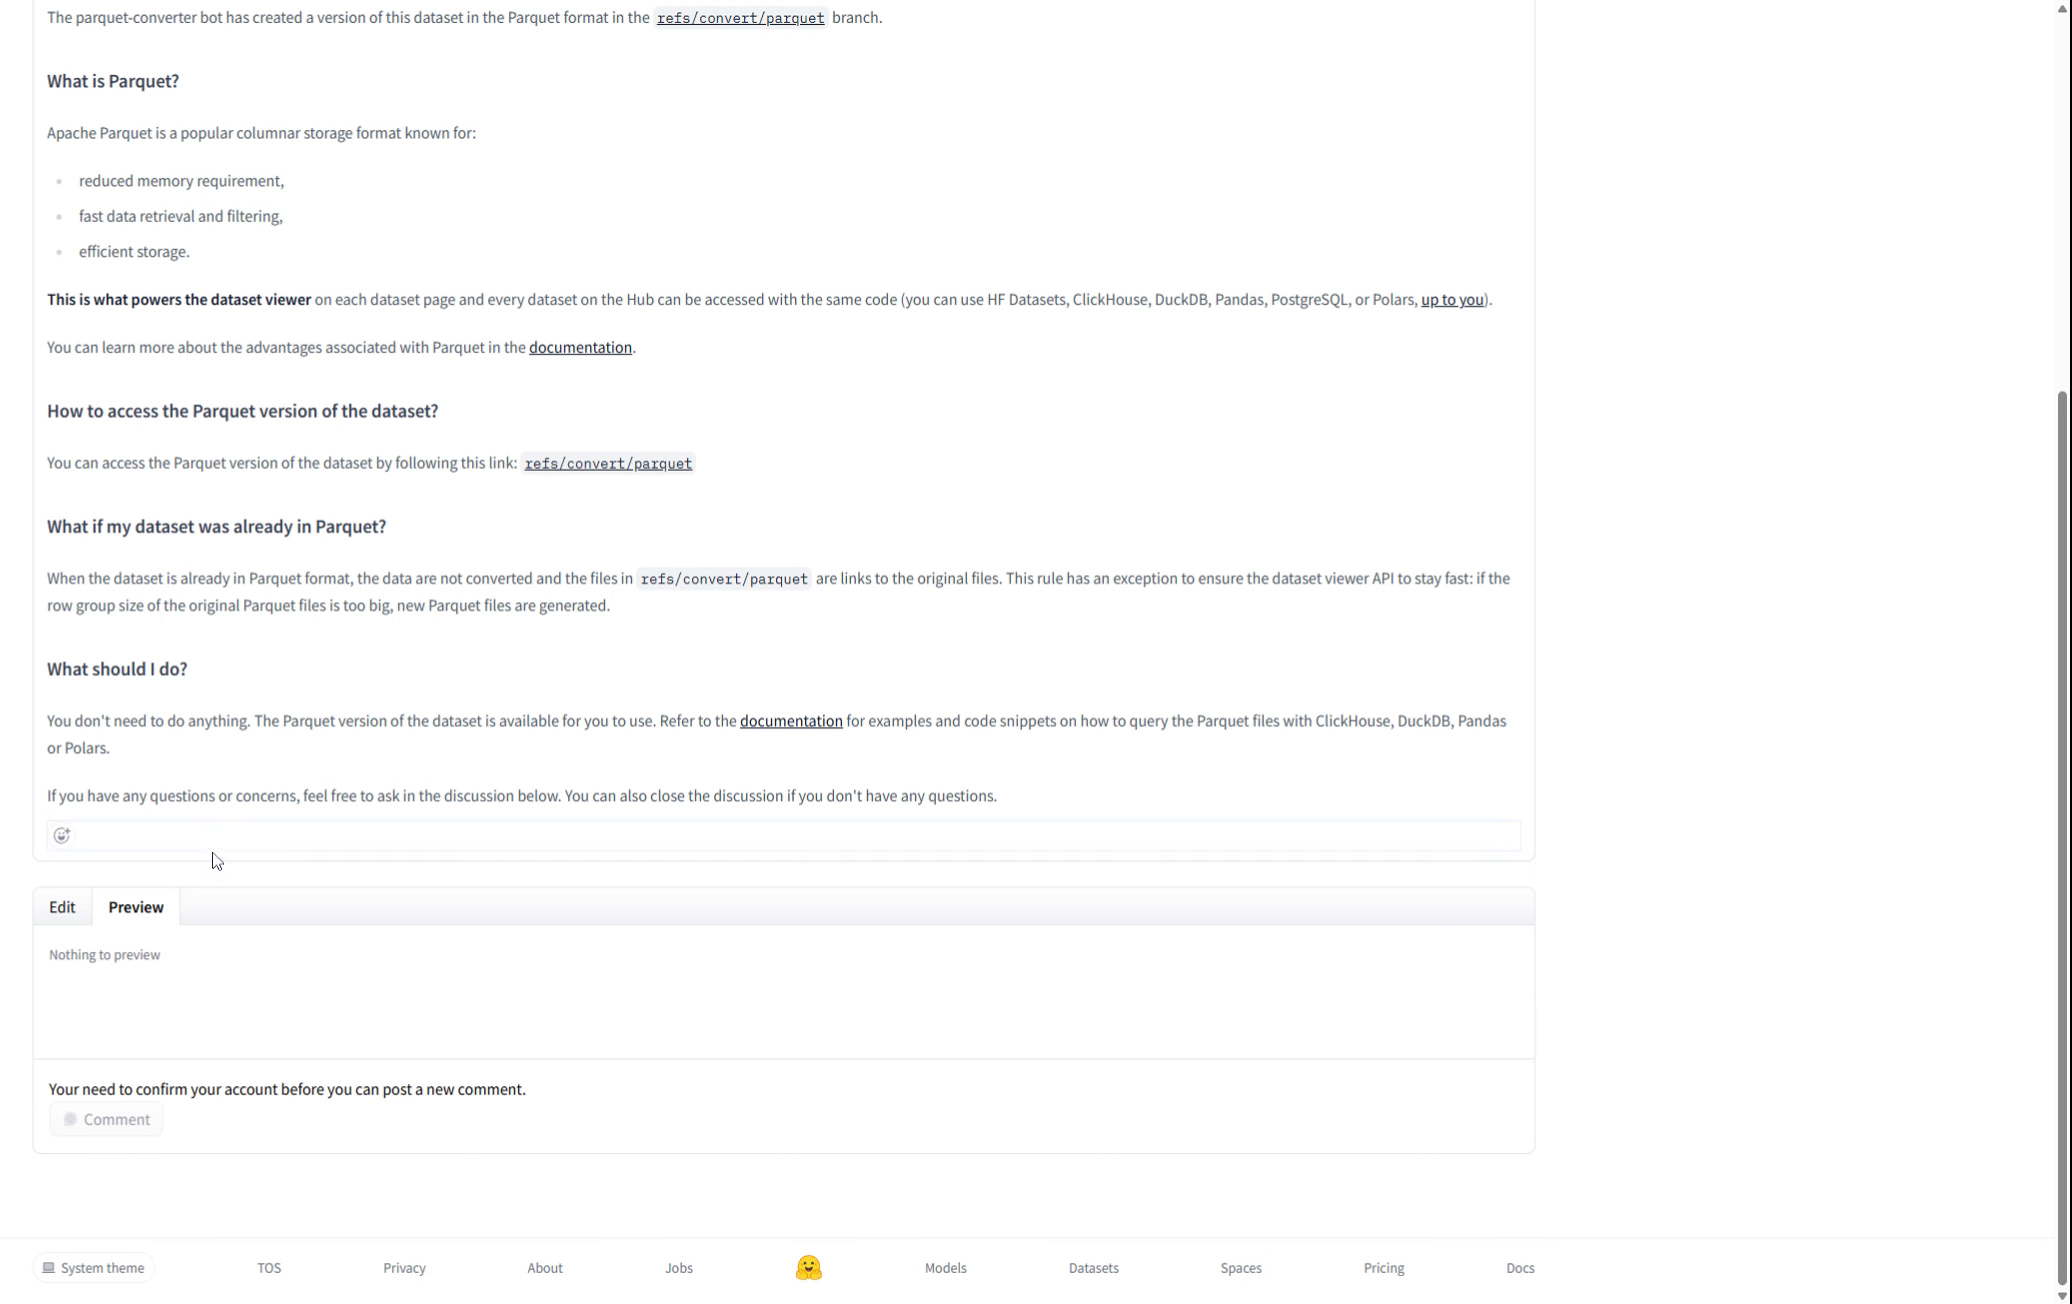 The parquet-converter bot has created a version of this dataset in the Parquet format in the refs/convert/parquet branch.
What is Parquet?
Apache Parquet is a popular columnar storage format known for:
reduced memory requirement,
fast data retrieval and filtering,
efficient storage.
This is what powers the dataset viewer on each dataset page and every dataset on the Hub can be accessed with the same code (you can use HF Datasets, ClickHouse, DuckDB, Pandas, PostgreSQL, or Polars, up to you).
You can learn more about the advantages associated with Parquet in the documentation.
How to access the Parquet version of the dataset?
You can access the Parquet version of the dataset by following this link: refs/convert/parquet
What if my dataset was already in Parquet?
When the dataset is already in Parquet format, the data are not converted and the files in refs/convert/parquet are links to the original files. This rule has an exception to ensure the dataset viewer API to stay fast: if the
row group size of the original Parquet files is too big, new Parquet files are generated.
What should I do?
You don't need to do anything. The Parquet version of the dataset is available for you to use. Refer to the documentation for examples and code snippets on how to query the Parquet files with ClickHouse, DuckDB, Pandas
or Polars.
If you have any questions or concerns, feel free to ask in the discussion below. You can also close the discussion if you don't have any questions.
Edit Preview
Nothing to preview
Your need to confirm your account before you can post a new comment.
Comment
System theme TOS Privacy About Jobs Models Datasets Spaces Pricing Docs